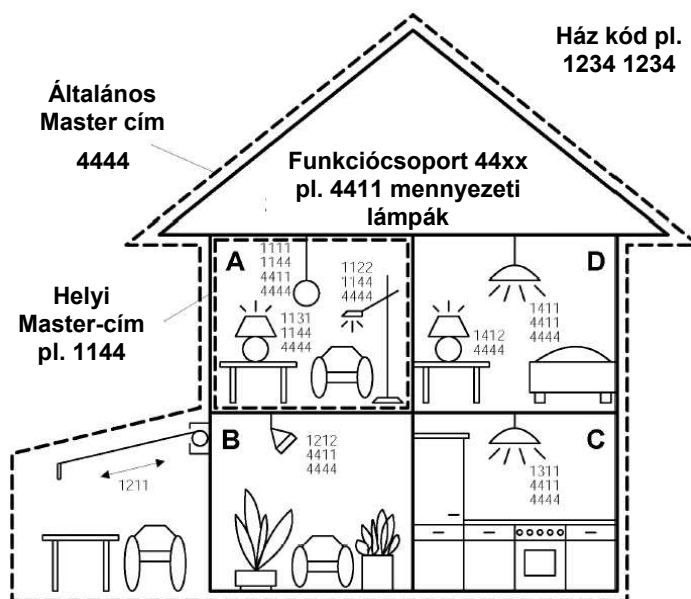 Ház kód pl.
1234 1234
Általános
Master cím
4444
Funkciócsoport 44xx
pl. 4411 mennyezeti
lámpák
Helyi
Master-cím
pl. 1144
A
1111
1144
4411
4444
1122
1144
4444
1131
1144
4444
D
1411
4411
4444
1412
4444
B
1212
4411
4444
C
1311
4411
4444
1211